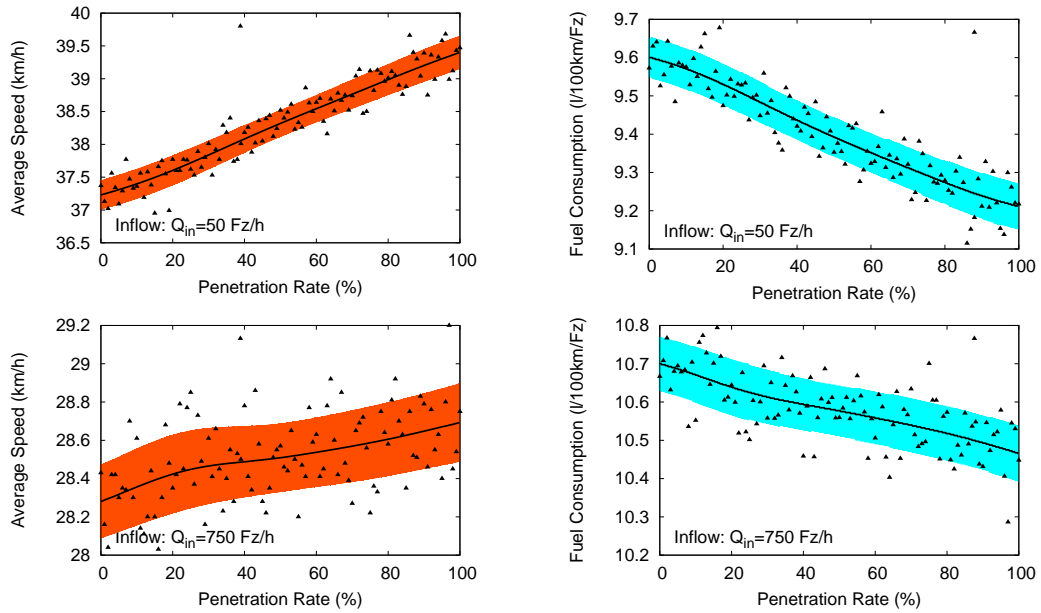 40
39.5
39
38.5
38
37.5
37
36.5
Average Speed (km/h)
Inflow: Q_in=50 Fz/h
0 20 40 60 80 100
Penetration Rate (%)
9.7
9.6
9.5
9.4
9.3
9.2
9.1
Fuel Consumption (l/100km/Fz)
Inflow: Q_in=50 Fz/h
0 20 40 60 80 100
Penetration Rate (%)
29.2
29
28.8
28.6
28.4
28.2
28
Average Speed (km/h)
Inflow: Q_in=750 Fz/h
0 20 40 60 80 100
Penetration Rate (%)
10.8
10.7
10.6
10.5
10.4
10.3
10.2
Fuel Consumption (l/100km/Fz)
Inflow: Q_in=750 Fz/h
0 20 40 60 80 100
Penetration Rate (%)